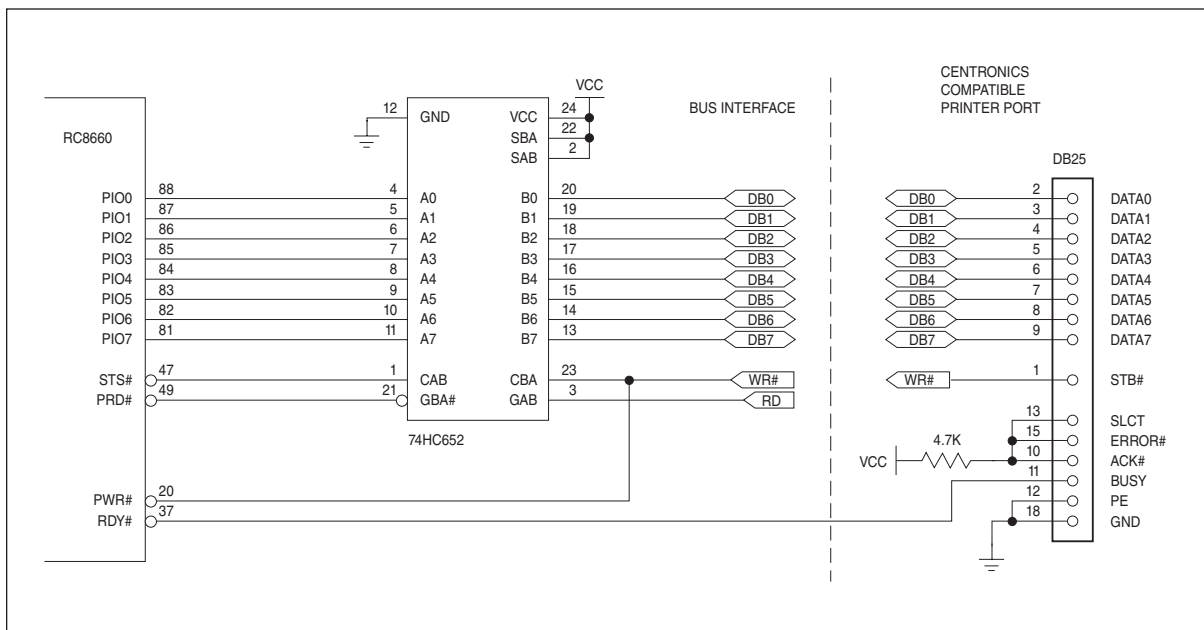 CENTRONICS
COMPATIBLE
PRINTER PORT
VCC
BUS INTERFACE
RC8660
12 GND VCC 24
SBA 22
SAB 2
DB25
PIO0 88 4 A0 B0 20 DB0 DB0 2 DATA0
PIO1 87 5 A1 B1 19 DB1 DB1 3 DATA1
PIO2 86 6 A2 B2 18 DB2 DB2 4 DATA2
PIO3 85 7 A3 B3 17 DB3 DB3 5 DATA3
PIO4 84 8 A4 B4 16 DB4 DB4 6 DATA4
PIO5 83 9 A5 B5 15 DB5 DB5 7 DATA5
PIO6 82 10 A6 B6 14 DB6 DB6 8 DATA6
PIO7 81 11 A7 B7 13 DB7 DB7 9 DATA7
STS# 47 1 CAB CBA 23 WR# WR# 1 STB#
PRD# 49 21 GBA# GAB 3 RD
13 SLCT
74HC652 4.7K 15 ERROR#
VCC 10 ACK#
11 BUSY
PWR# 20 12 PE
RDY# 37 18 GND